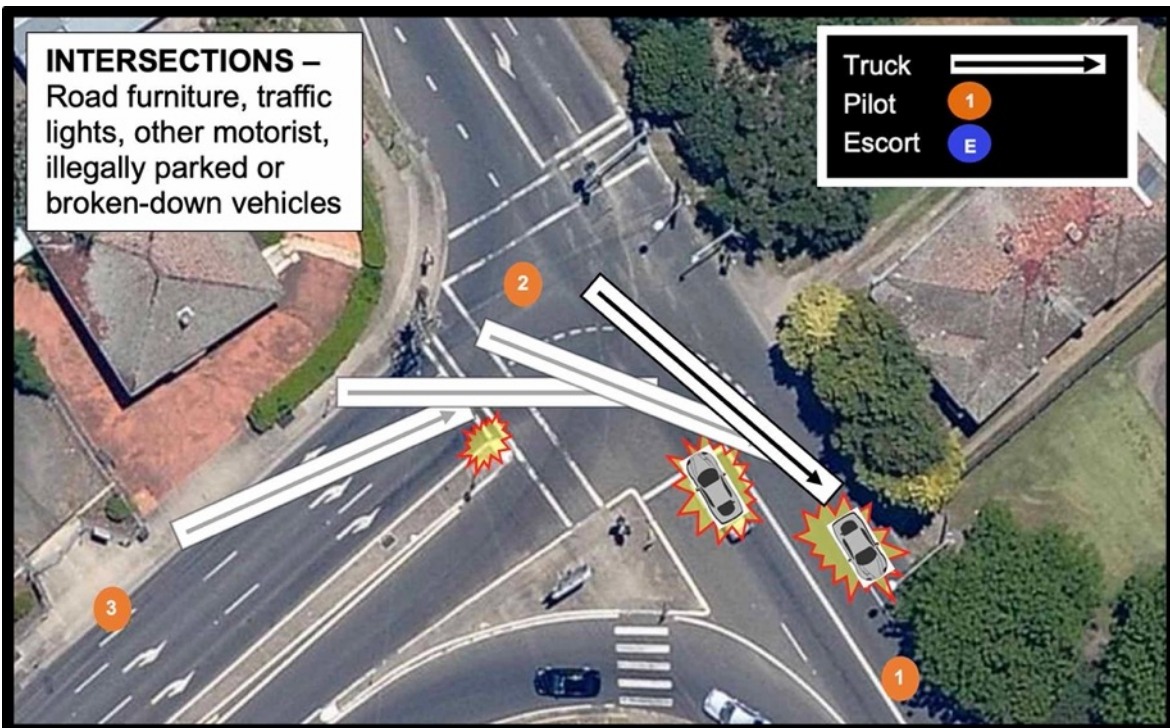 INTERSECTIONS –
Road furniture, traffic
lights, other motorist,
illegally parked or
broken-down vehicles
Truck
Pilot 1
Escort E
2
3
1